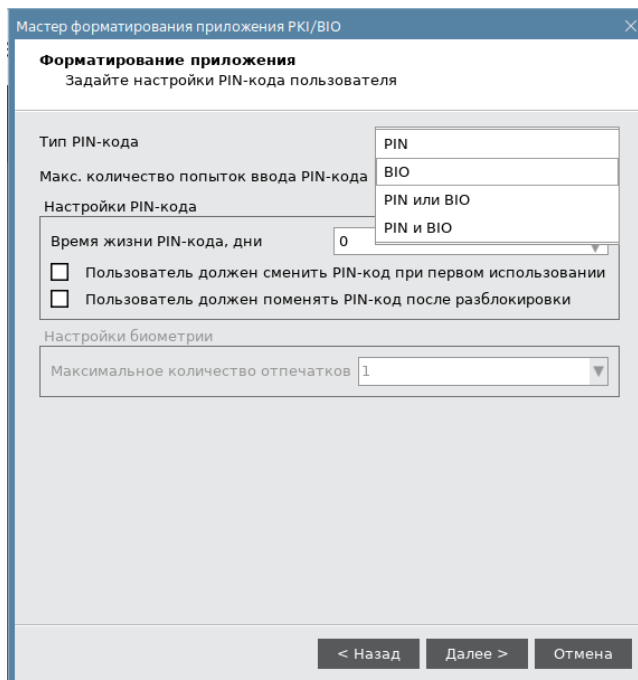 Мастер форматирования приложения PKI/BIO
Форматирование приложения
Задайте настройки PIN-кода пользователя
Тип PIN-кода
PIN
BIO
Макс. количество попыток ввода PIN-кода
PIN или BIO
Настройки PIN-кода
PIN и BIO
Время жизни PIN-кода, дни 0
Пользователь должен сменить PIN-код при первом использовании
Пользователь должен поменять PIN-код после разблокировки
Настройки биометрии
Максимальное количество отпечатков 1
< Назад Далее > Отмена